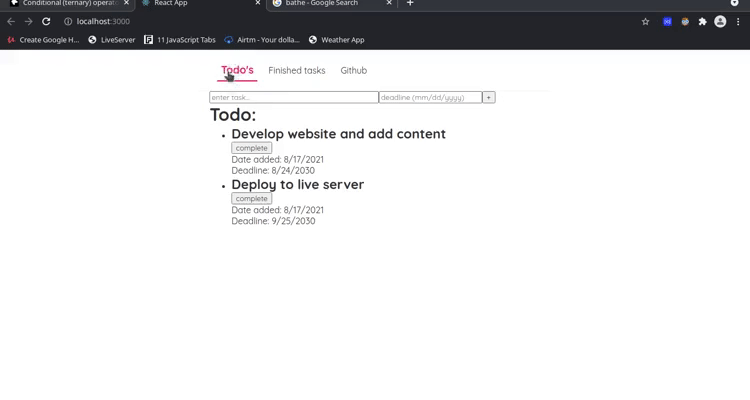 Conditional (ternary) operat
React App
bathe - Google Search
localhost:3000
Create Google H...
LiveServer
11 JavaScript Tabs
Airtm - Your dolla...
Weather App
Todo's
Finished tasks
Github
enter task...
deadline (mm/dd/yyyy)
+
Todo:
Develop website and add content
complete
Date added: 8/17/2021
Deadline: 8/24/2030
Deploy to live server
complete
Date added: 8/17/2021
Deadline: 9/25/2030